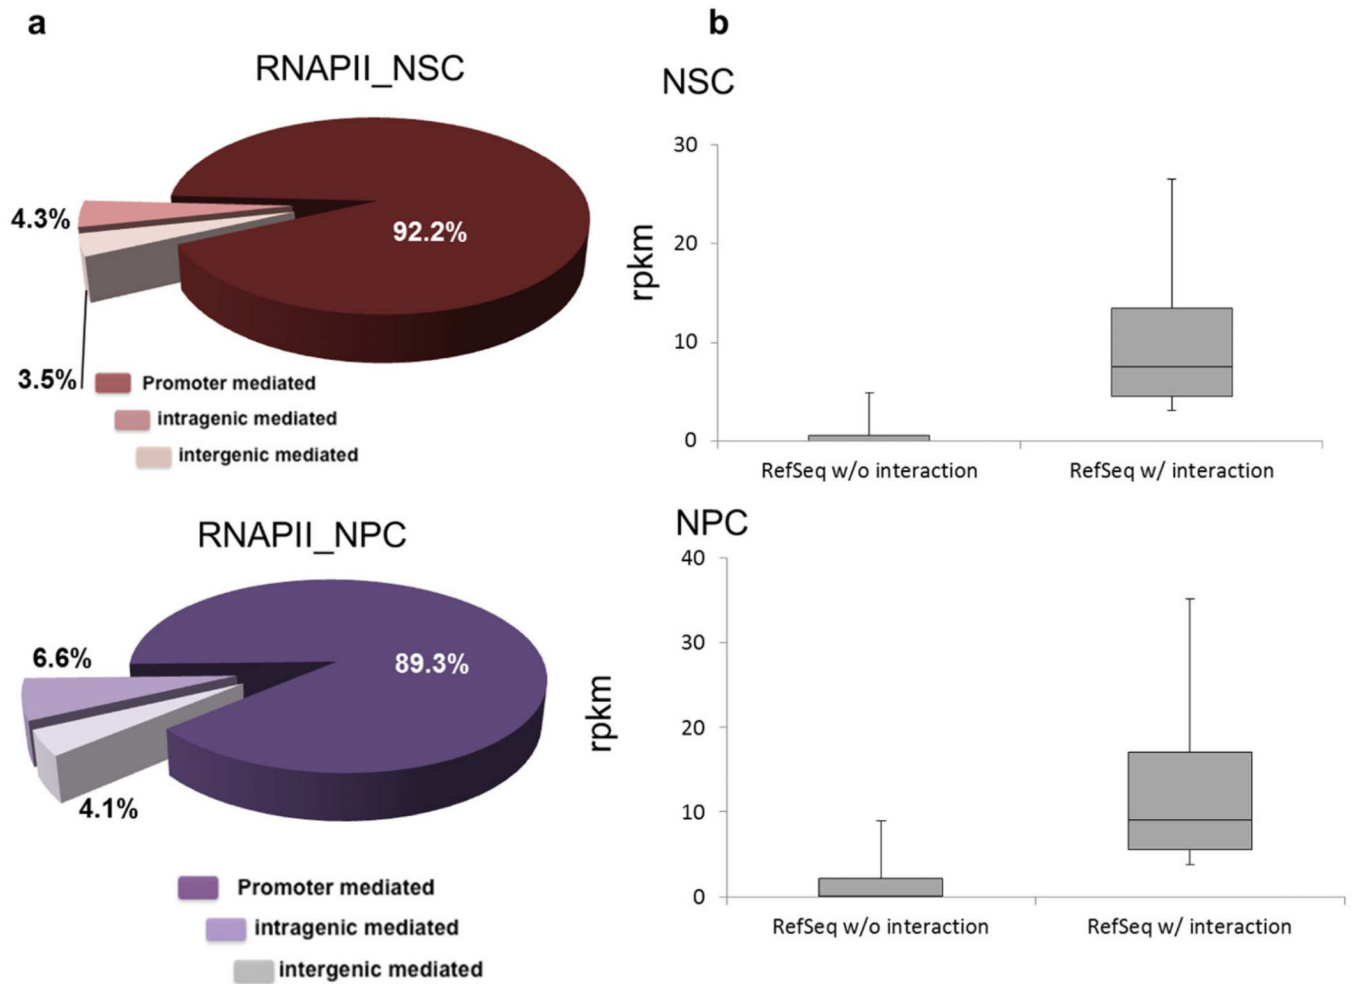 a
RNAPII_NSC
4.3%
92.2%
3.5%
Promoter mediated
intragenic mediated
intergenic mediated
RNAPII_NPC
6.6%
89.3%
4.1%
Promoter mediated
intragenic mediated
intergenic mediated
b
NSC
rpkm
30
20
10
0
RefSeq w/o interaction
RefSeq w/ interaction
NPC
rpkm
40
30
20
10
0
RefSeq w/o interaction
RefSeq w/ interaction